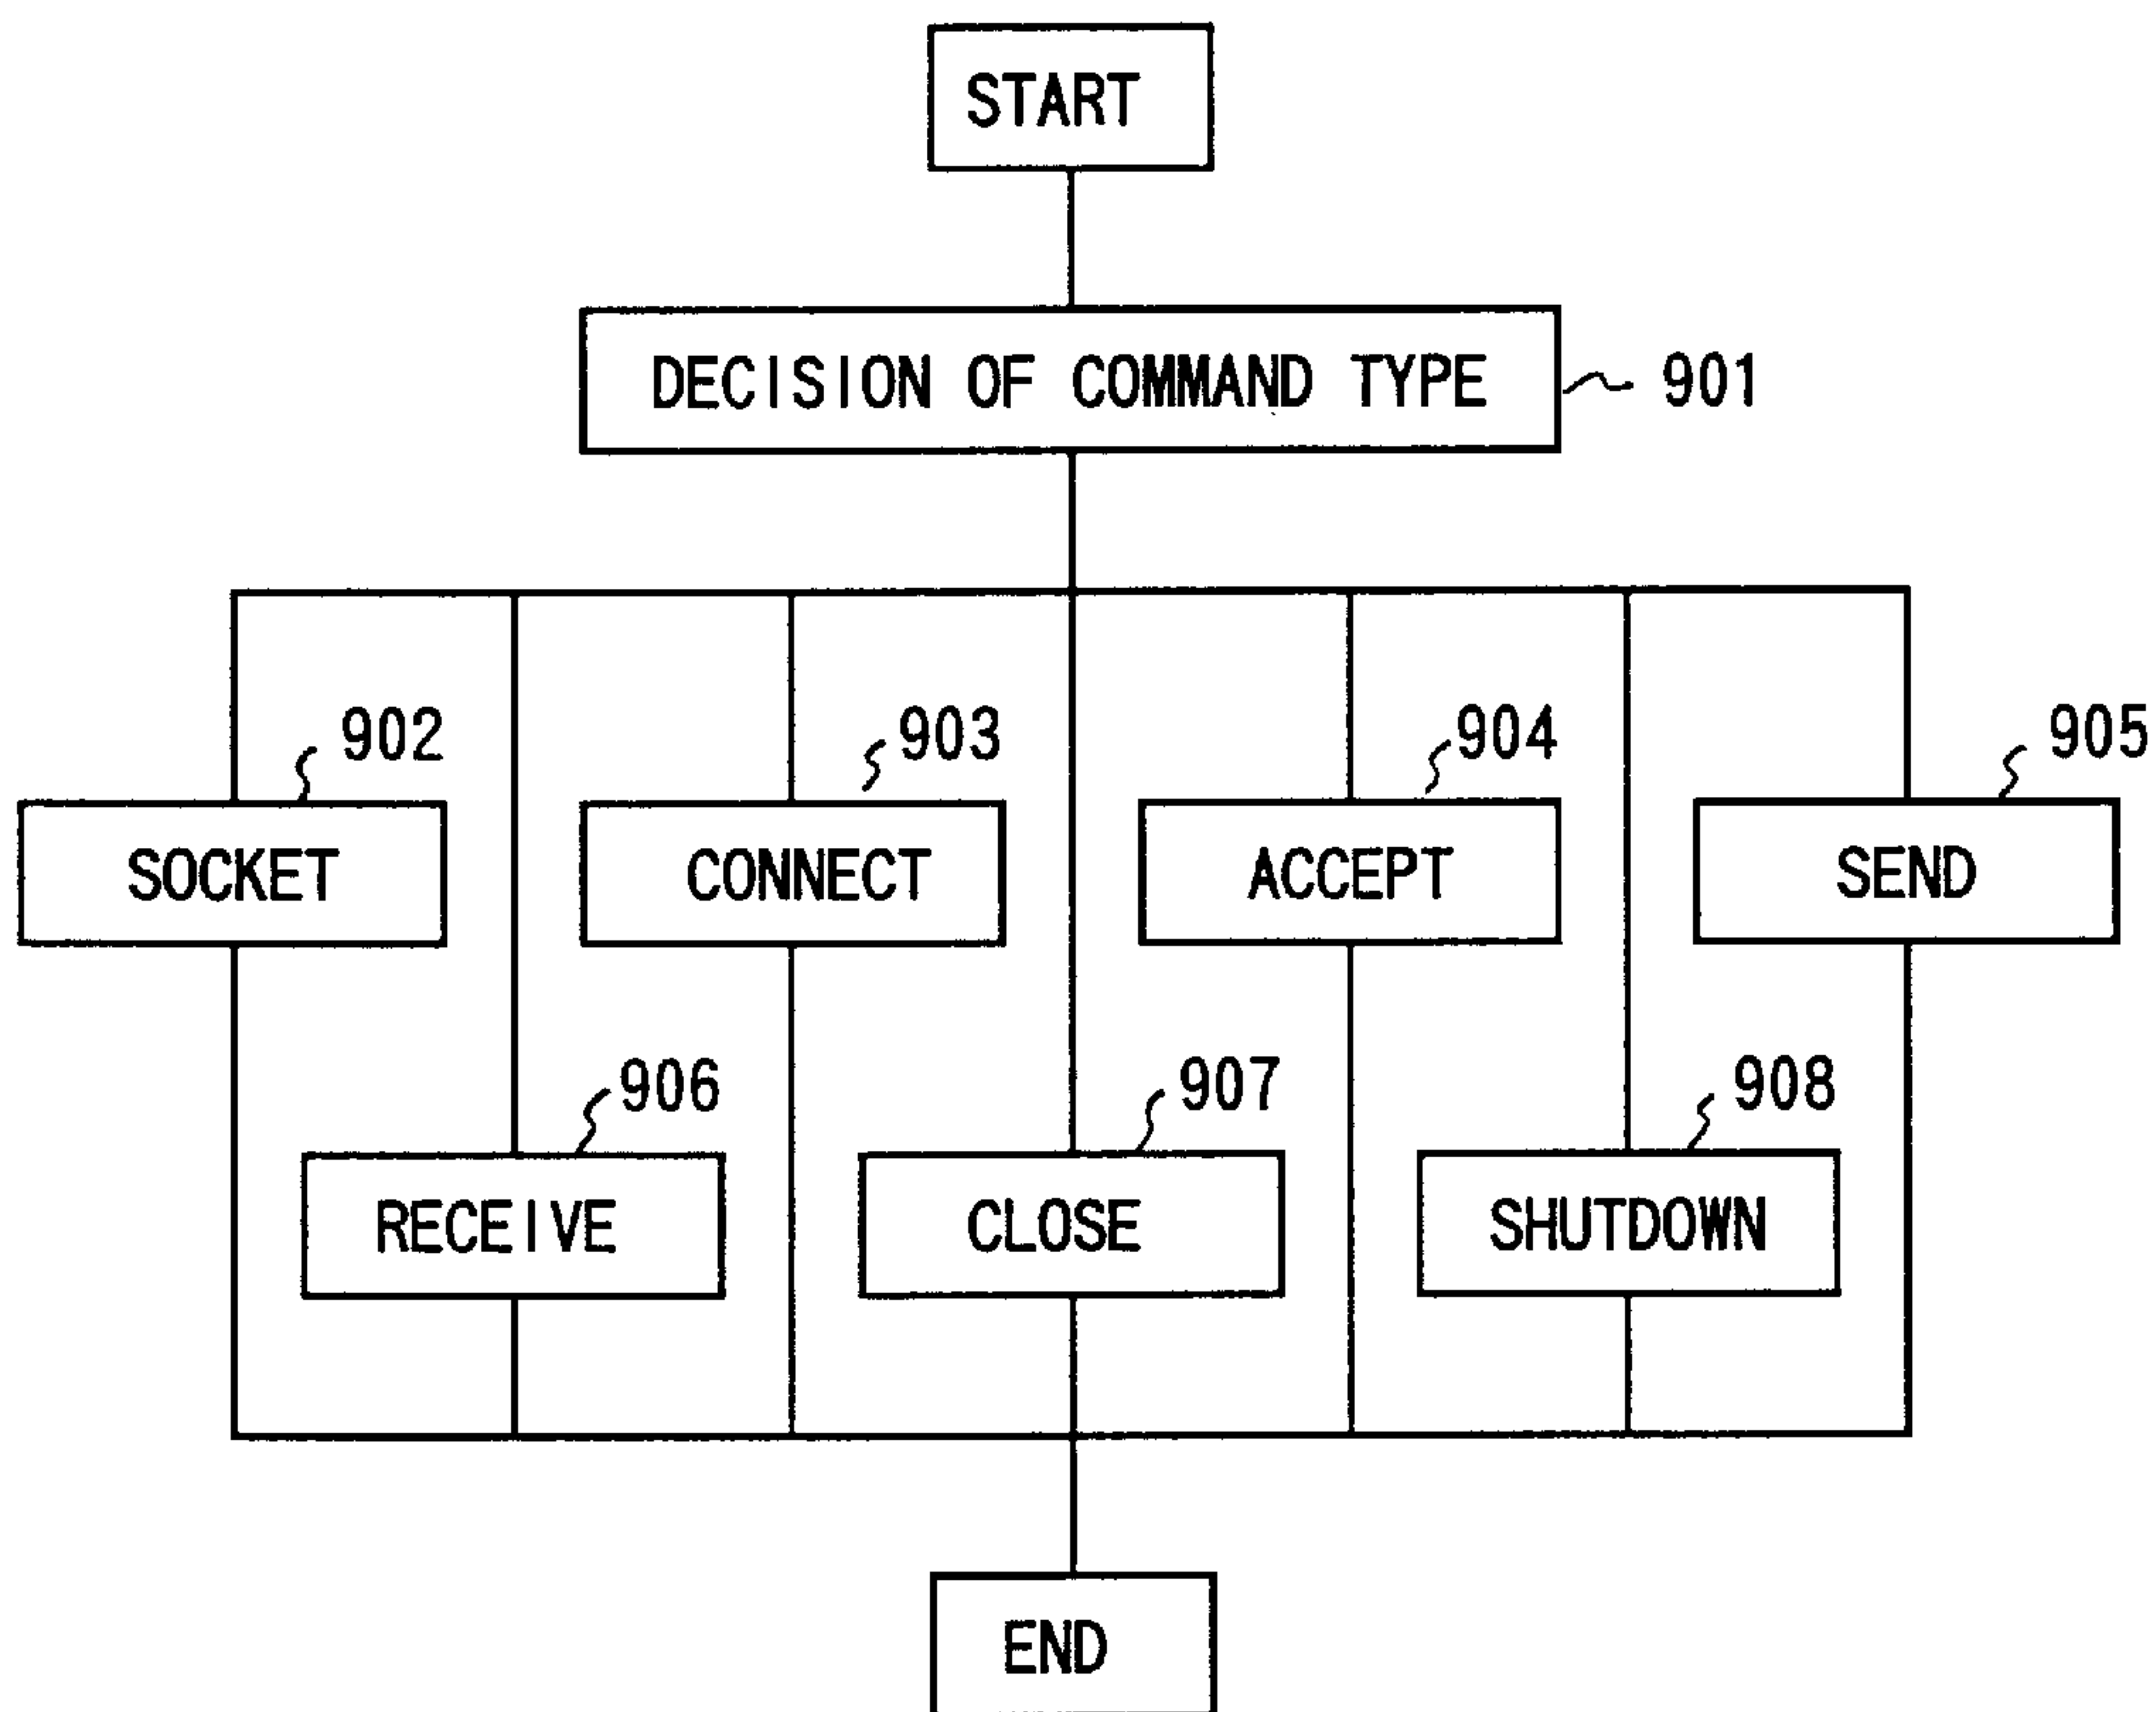 START
DECISION OF COMMAND TYPE
901
902
903
904
905
SOCKET
CONNECT
ACCEPT
SEND
906
907
908
RECEIVE
CLOSE
SHUTDOWN
END